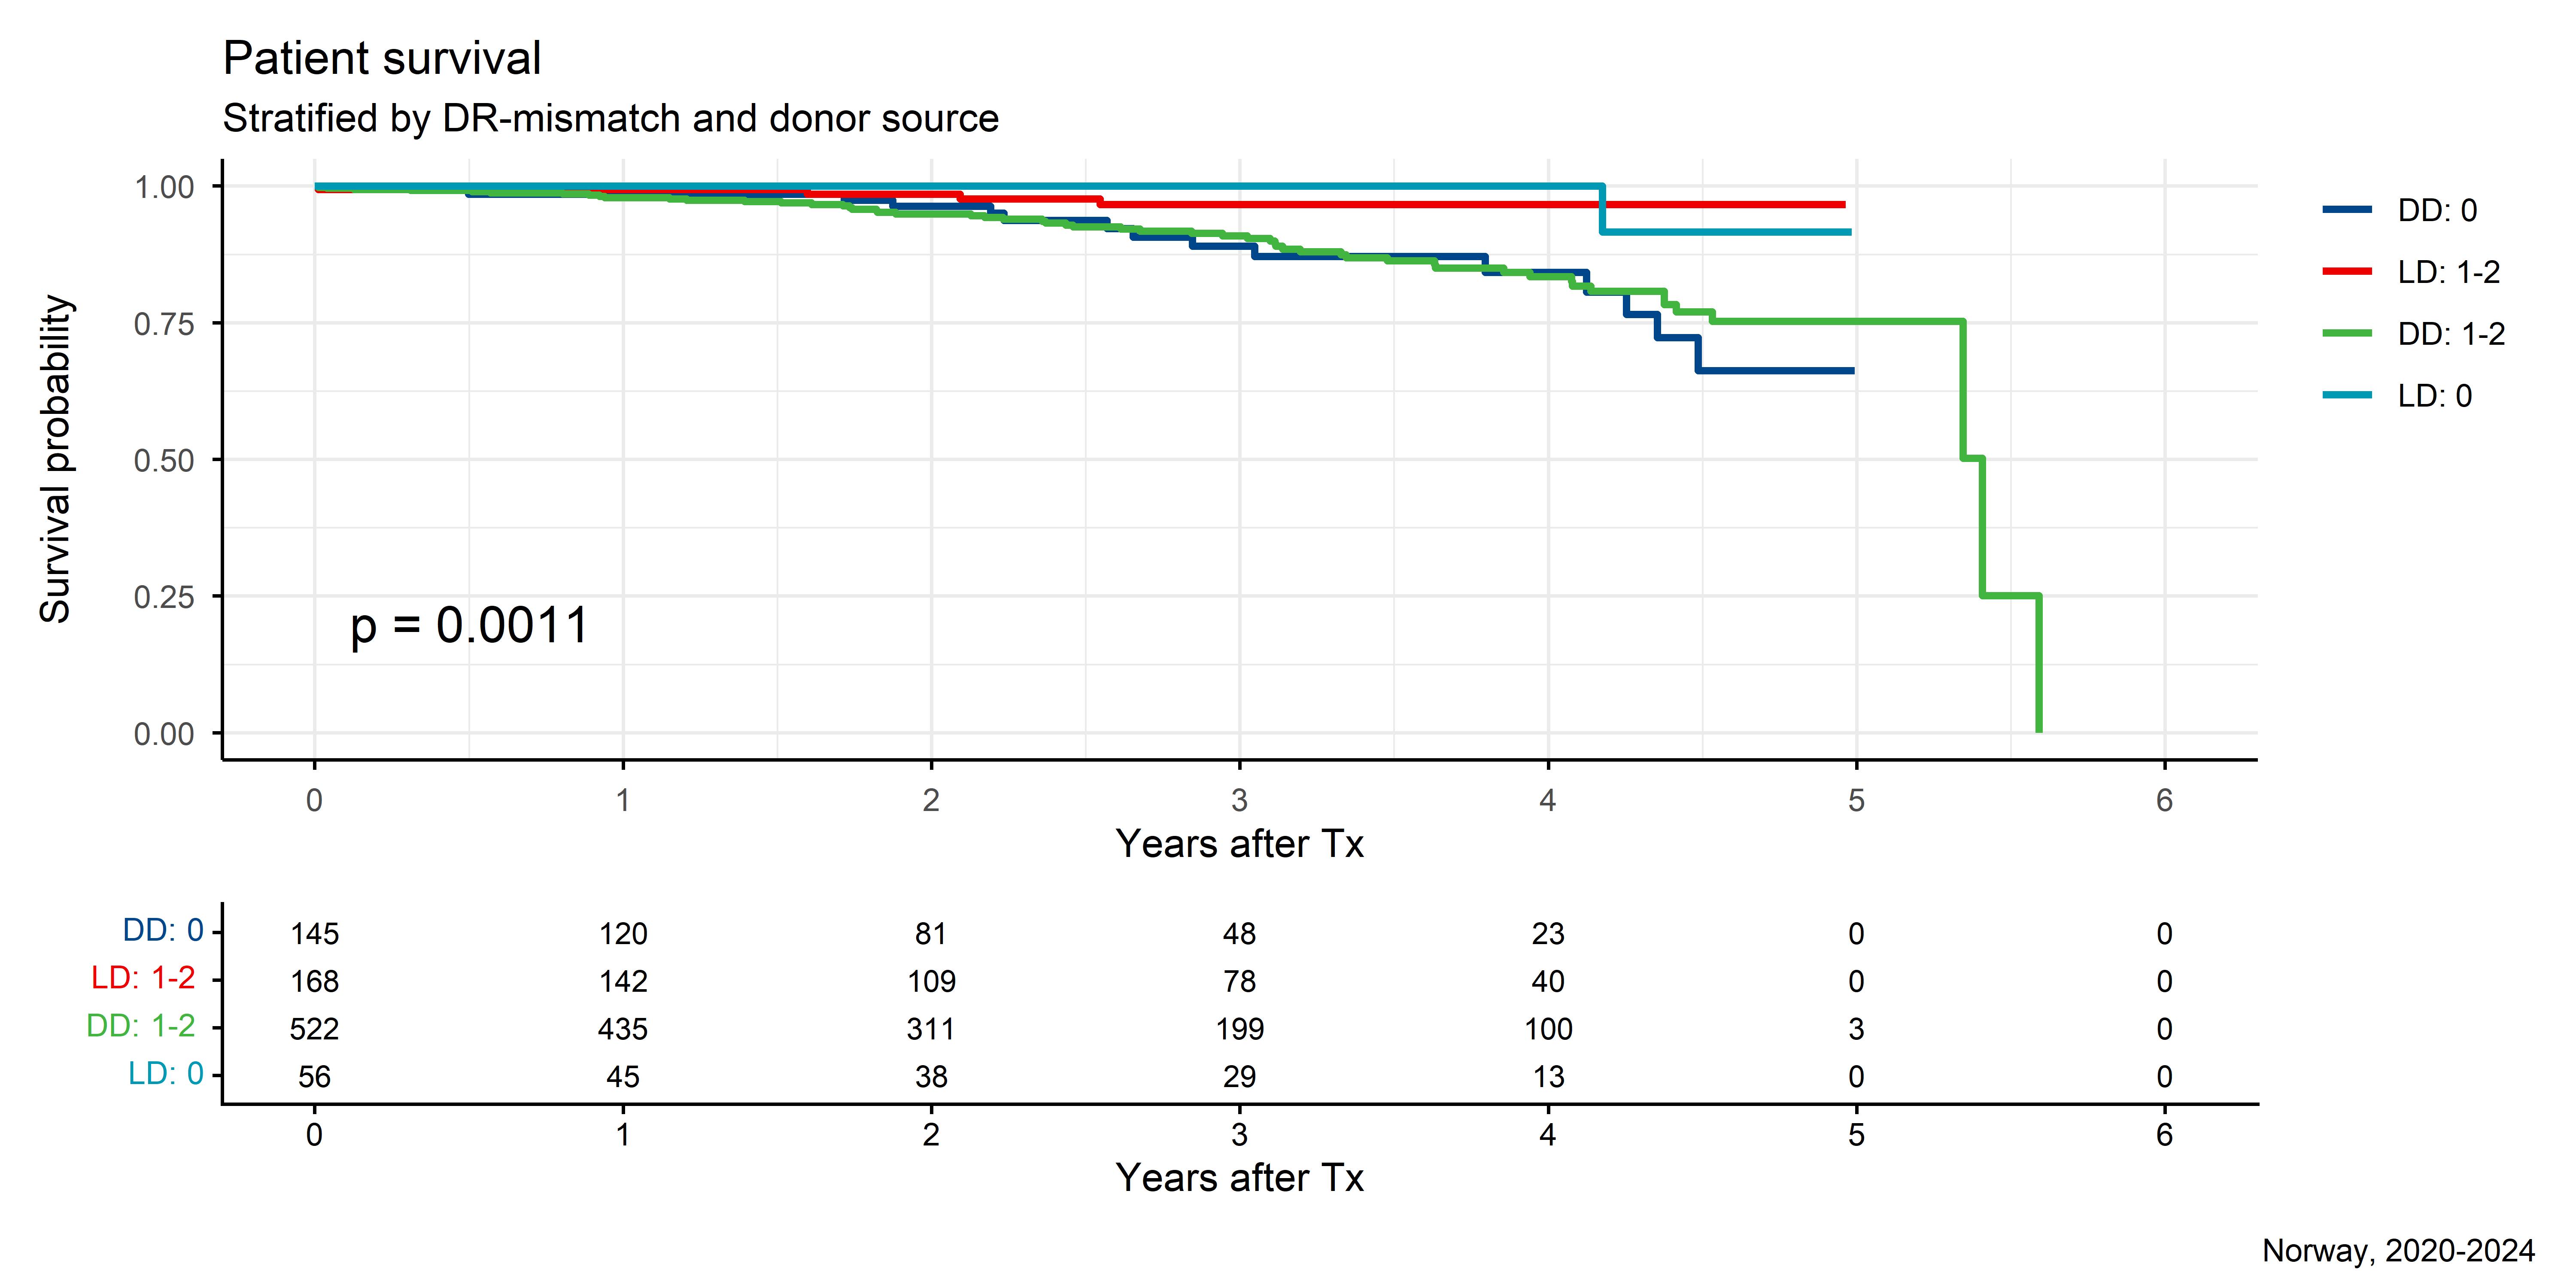 Patient survival
Stratified by DR-mismatch and donor source
1.00
0.75
0.50
0.25
0.00
Survival probability
p = 0.0011
DD: 0
LD: 1-2
DD: 1-2
LD: 0
0 1 2 3 4 5 6
Years after Tx
DD: 0 145 120 81 48 23 0 0
LD: 1-2 168 142 109 78 40 0 0
DD: 1-2 522 435 311 199 100 3 0
LD: 0 56 45 38 29 13 0 0
0 1 2 3 4 5 6
Years after Tx
Norway, 2020-2024